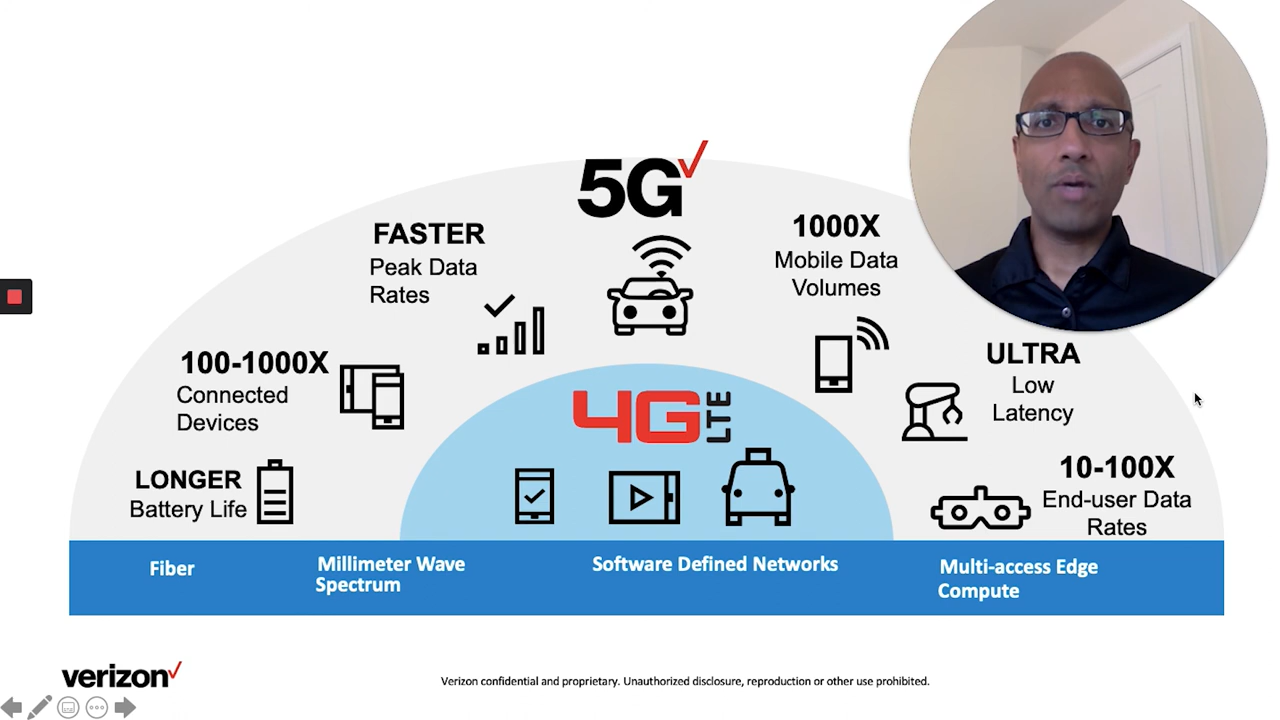 5G
FASTER
Peak Data
Rates
1000X
Mobile Data
Volumes
100-1000X
Connected
Devices
ULTRA
Low
Latency
4G LTE
LONGER
Battery Life
10-100X
End-user Data
Rates
Fiber
Millimeter Wave
Spectrum
Software Defined Networks
Multi-access Edge
Compute
verizon
Verizon confidential and proprietary. Unauthorized disclosure, reproduction or other use prohibited.